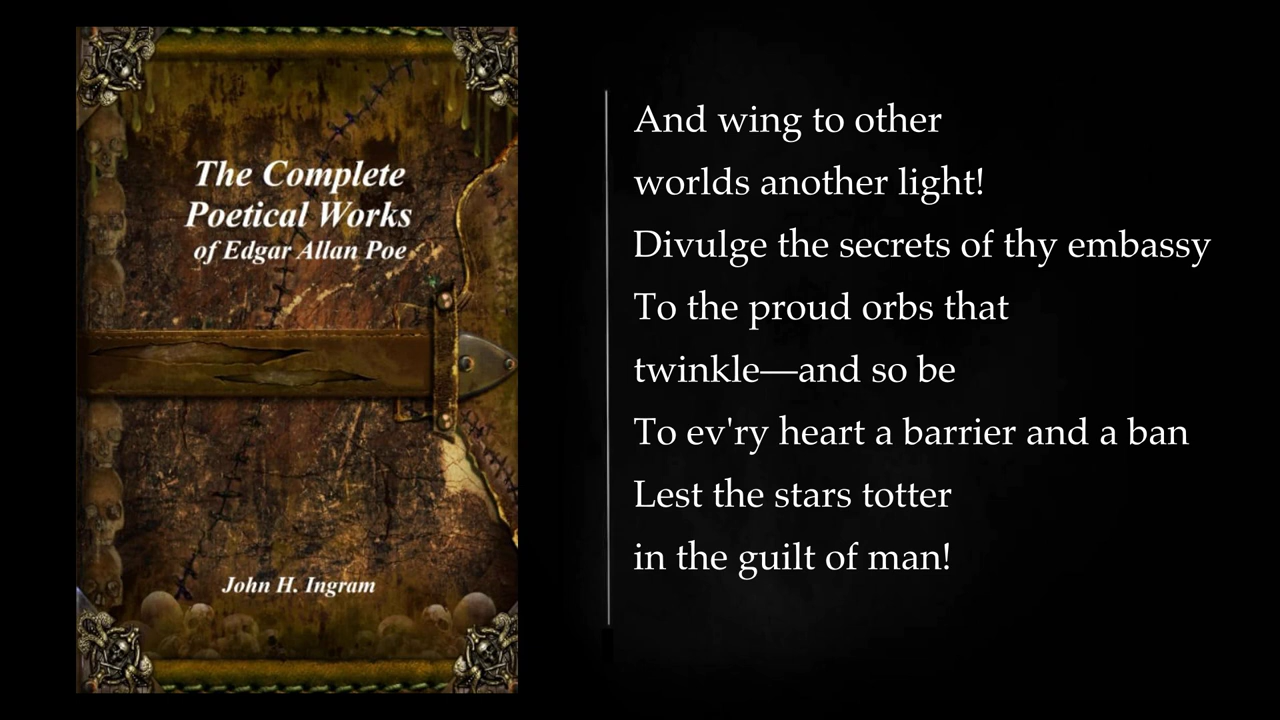 The Complete
Poetical Works
of Edgar Allan Poe
John H. Ingram
And wing to other
worlds another light!
Divulge the secrets of thy embassy
To the proud orbs that
twinkle—and so be
To ev'ry heart a barrier and a ban
Lest the stars totter
in the guilt of man!